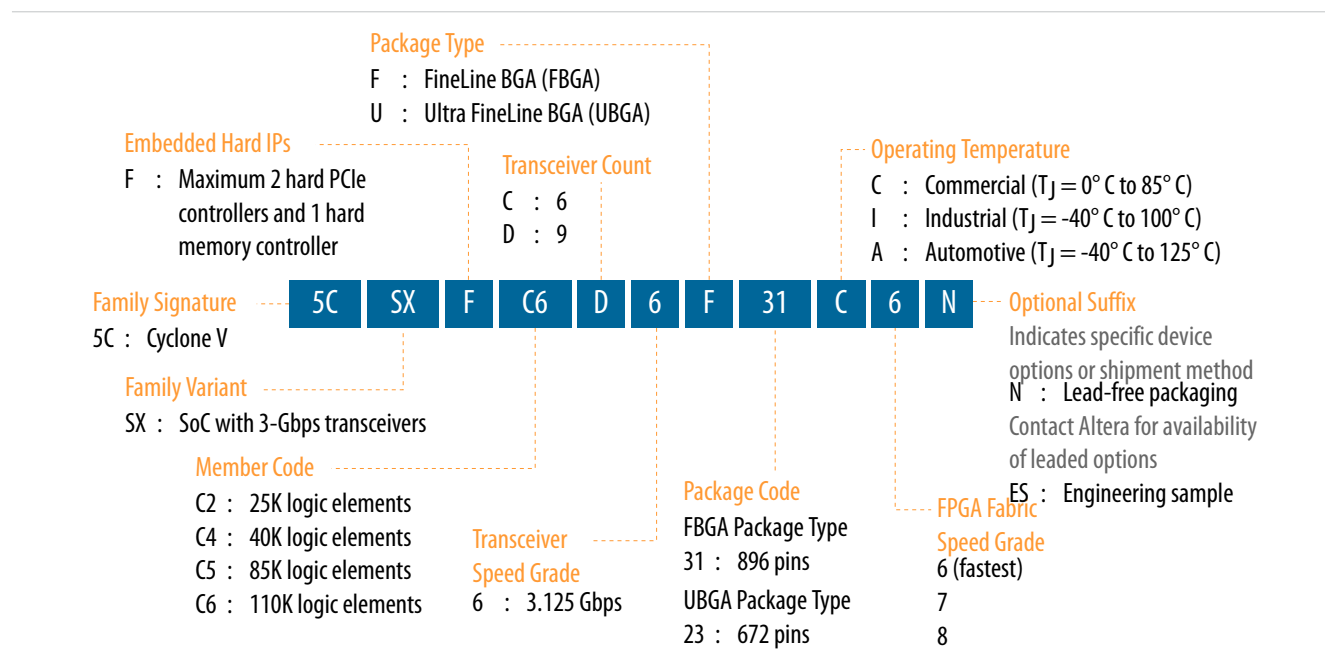 Package Type
F : FineLine BGA (FBGA)
U : Ultra FineLine BGA (UBGA)
Embedded Hard IPs
F : Maximum 2 hard PCIe
controllers and 1 hard
memory controller
Transceiver Count
C : 6
D : 9
Operating Temperature
C : Commercial (TJ = 0° C to 85° C)
I : Industrial (TJ = -40° C to 100° C)
A : Automotive (TJ = -40° C to 125° C)
Family Signature
5C : Cyclone V
5C SX F C6 D 6 F 31 C 6 N
Optional Suffix
Indicates specific device
options or shipment method
N : Lead-free packaging
Contact Altera for availability
of leaded options
ES : Engineering sample
Family Variant
SX : SoC with 3-Gbps transceivers
Member Code
C2 : 25K logic elements
C4 : 40K logic elements
C5 : 85K logic elements
C6 : 110K logic elements
Transceiver
Speed Grade
6 : 3.125 Gbps
Package Code
FBGA Package Type
31 : 896 pins
UBGA Package Type
23 : 672 pins
FPGA Fabric
Speed Grade
6 (fastest)
7
8